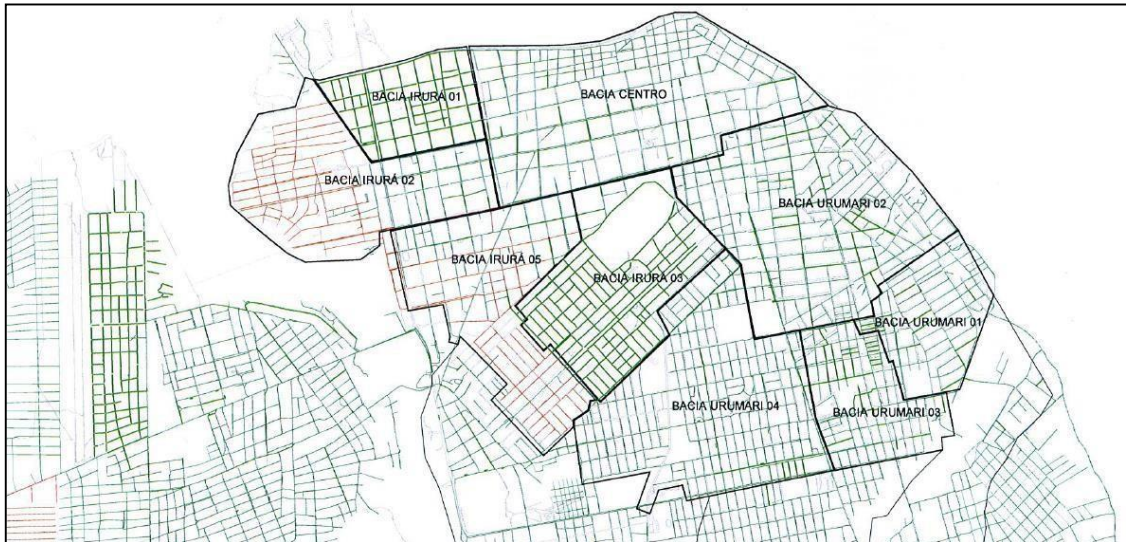 BACIA IRURÁ 01
BACIA CENTRO
BACIA IRURÁ 02
BACIA URUMARI 02
BACIA IRURÁ 05
BACIA IRURÁ 03
BACIA URUMARI 01
BACIA URUMARI 04
BACIA URUMARI 03